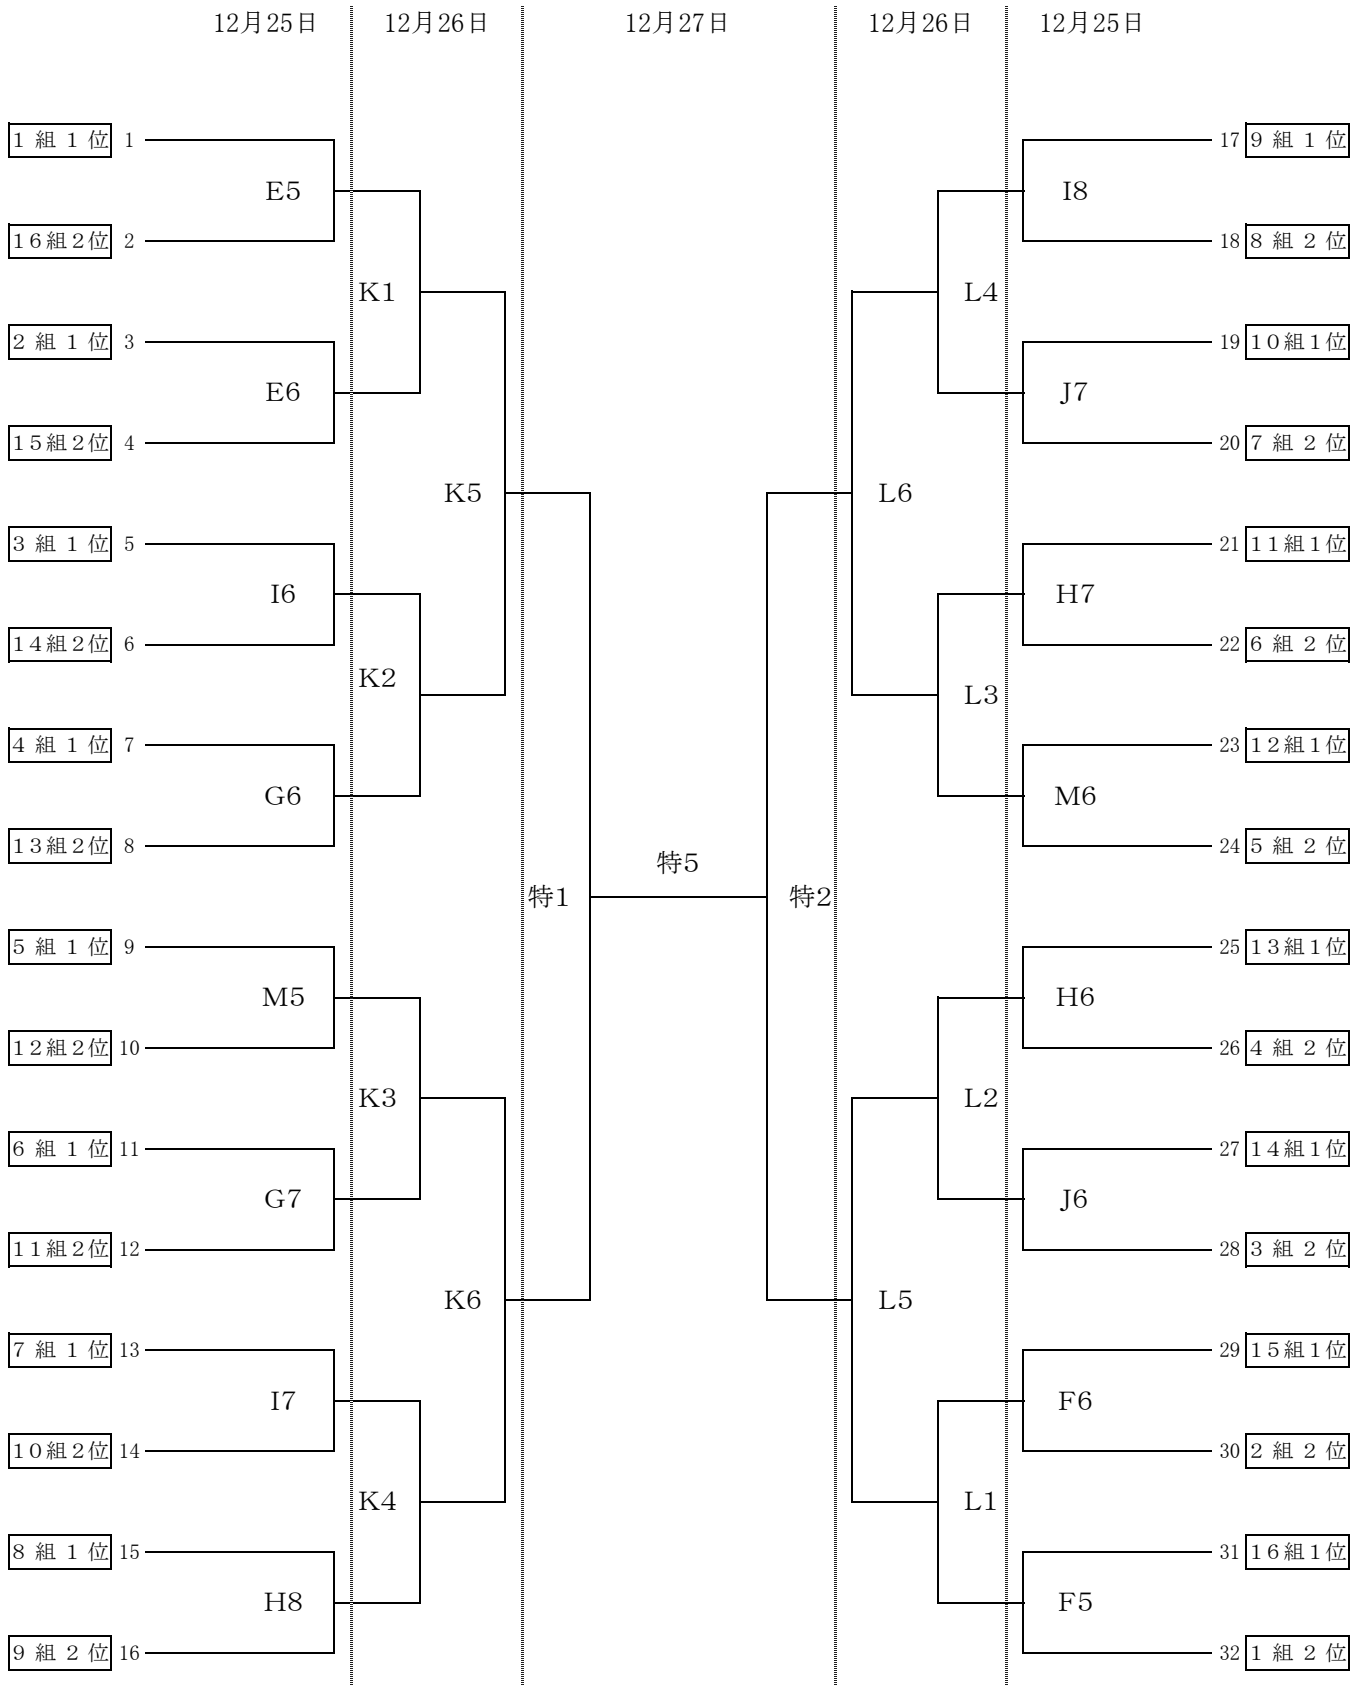 12月25日 12月26日 12月27日 12月26日 12月25日
1組1位 1 17 9組1位
E5 I8
16組2位 2 18 8組2位
K1 L4
2組1位 3 19 10組1位
E6 J7
15組2位 4 20 7組2位
K5 L6
3組1位 5 21 11組1位
I6 H7
14組2位 6 22 6組2位
K2 L3
4組1位 7 23 12組1位
G6 M6
13組2位 8 24 5組2位
特5
特1 特2
5組1位 9 25 13組1位
M5 H6
12組2位 10 26 4組2位
K3 L2
6組1位 11 27 14組1位
G7 J6
11組2位 12 28 3組2位
K6 L5
7組1位 13 29 15組1位
I7 F6
10組2位 14 30 2組2位
K4 L1
8組1位 15 31 16組1位
H8 F5
9組2位 16 32 1組2位